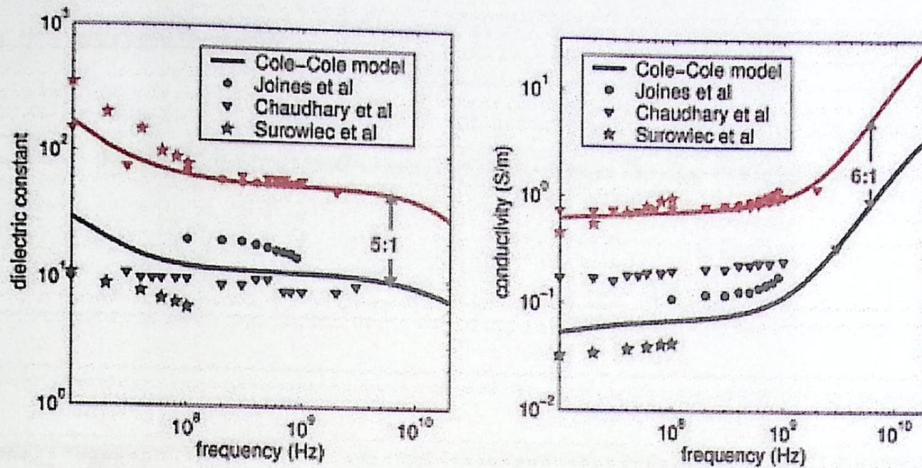 10³
10²
10¹
10⁰
dielectric constant
Cole-Cole model
Joines et al
Chaudhary et al
Surowiec et al
5:1
10⁸
10⁹
10¹⁰
frequency (Hz)
10¹
10⁰
10⁻¹
10⁻²
conductivity (S/m)
Cole-Cole model
Joines et al
Chaudhary et al
Surowiec et al
6:1
10⁸
10⁹
10¹⁰
frequency (Hz)